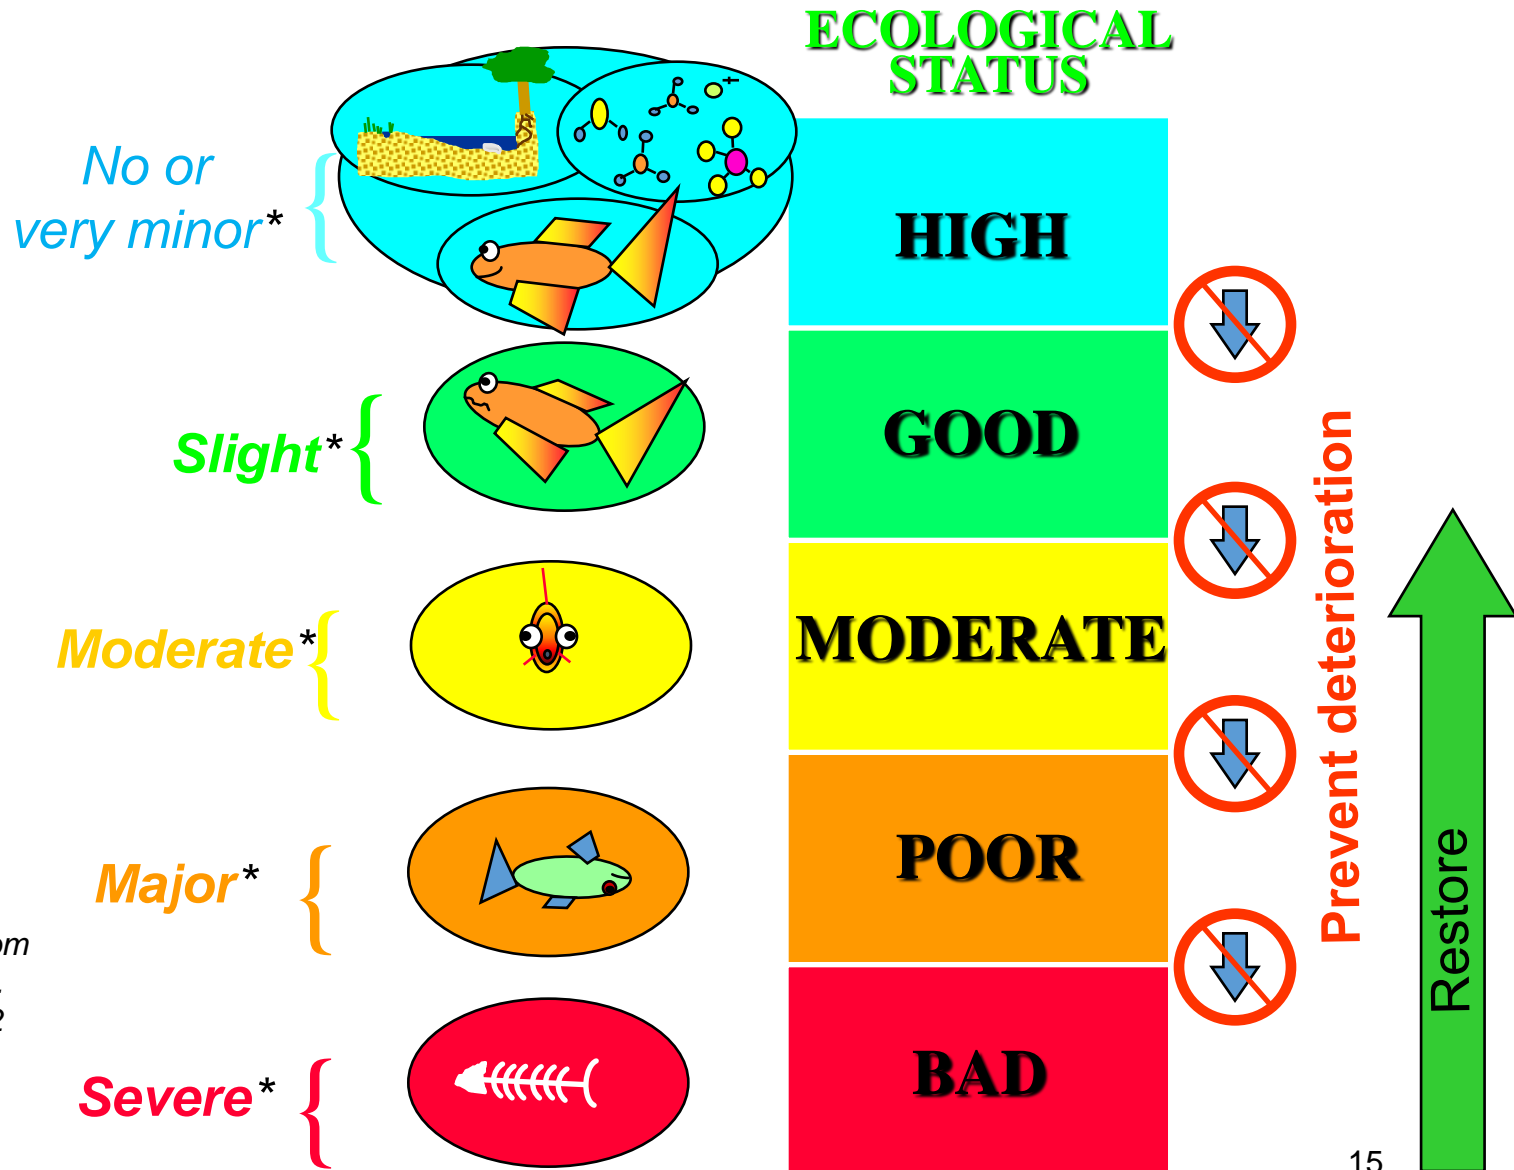 ECOLOGICAL
STATUS
No or
very minor*
HIGH
Slight*
GOOD
Moderate*
MODERATE
Major*
POOR
Severe*
BAD
Prevent deterioration
Restore
15